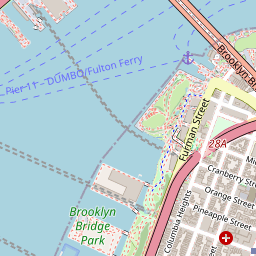 Brooklyn Bri
Pier 11 - DUMBO/Fulton Ferry
Furman Street
28A
Cranberry Street
Orange Street
Pineapple Street
Columbia Heights
Brooklyn
Bridge
Park